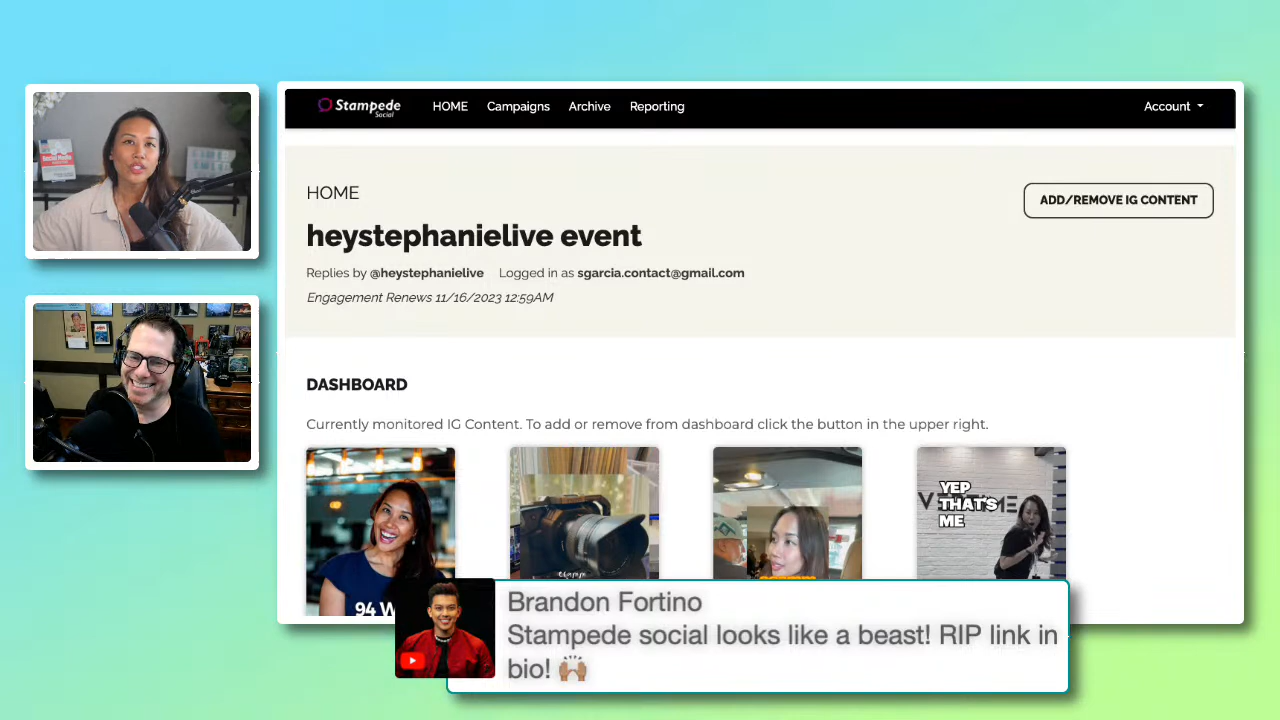 Stampede
Social
HOME
Campaigns
Archive
Reporting
Account
HOME
ADD/REMOVE IG CONTENT
heystephanielive event
Replies by @heystephanielive Logged in as sgarcia.contact@gmail.com
Engagement Renews 11/16/2023 12:59AM
DASHBOARD
Currently monitored IG Content. To add or remove from dashboard click the button in the upper right.
YEP
THAT'S
ME
94 W
Brandon Fortino
Stampede social looks like a beast! RIP link in
bio! 🙌🏽